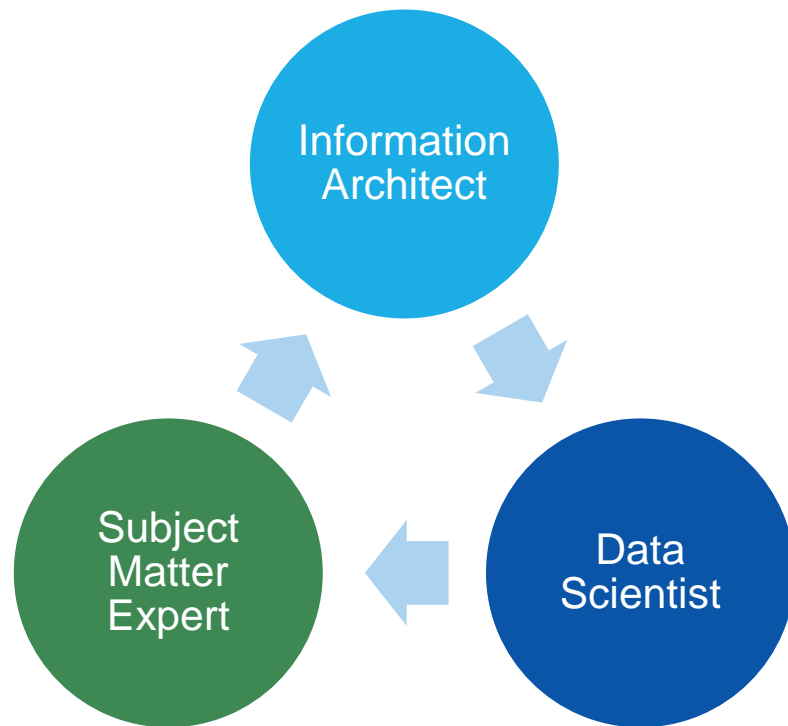 Information
Architect
Data
Scientist
Subject
Matter
Expert